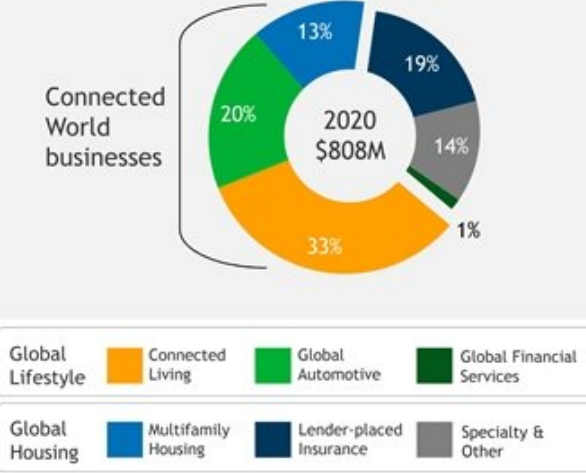 13%
19%
Connected
World
businesses
20%
2020
$808M
14%
1%
33%
Global
Lifestyle
Connected
Living
Global
Automotive
Global Financial
Services
Global
Housing
Multifamily
Housing
Lender-placed
Insurance
Specialty &
Other